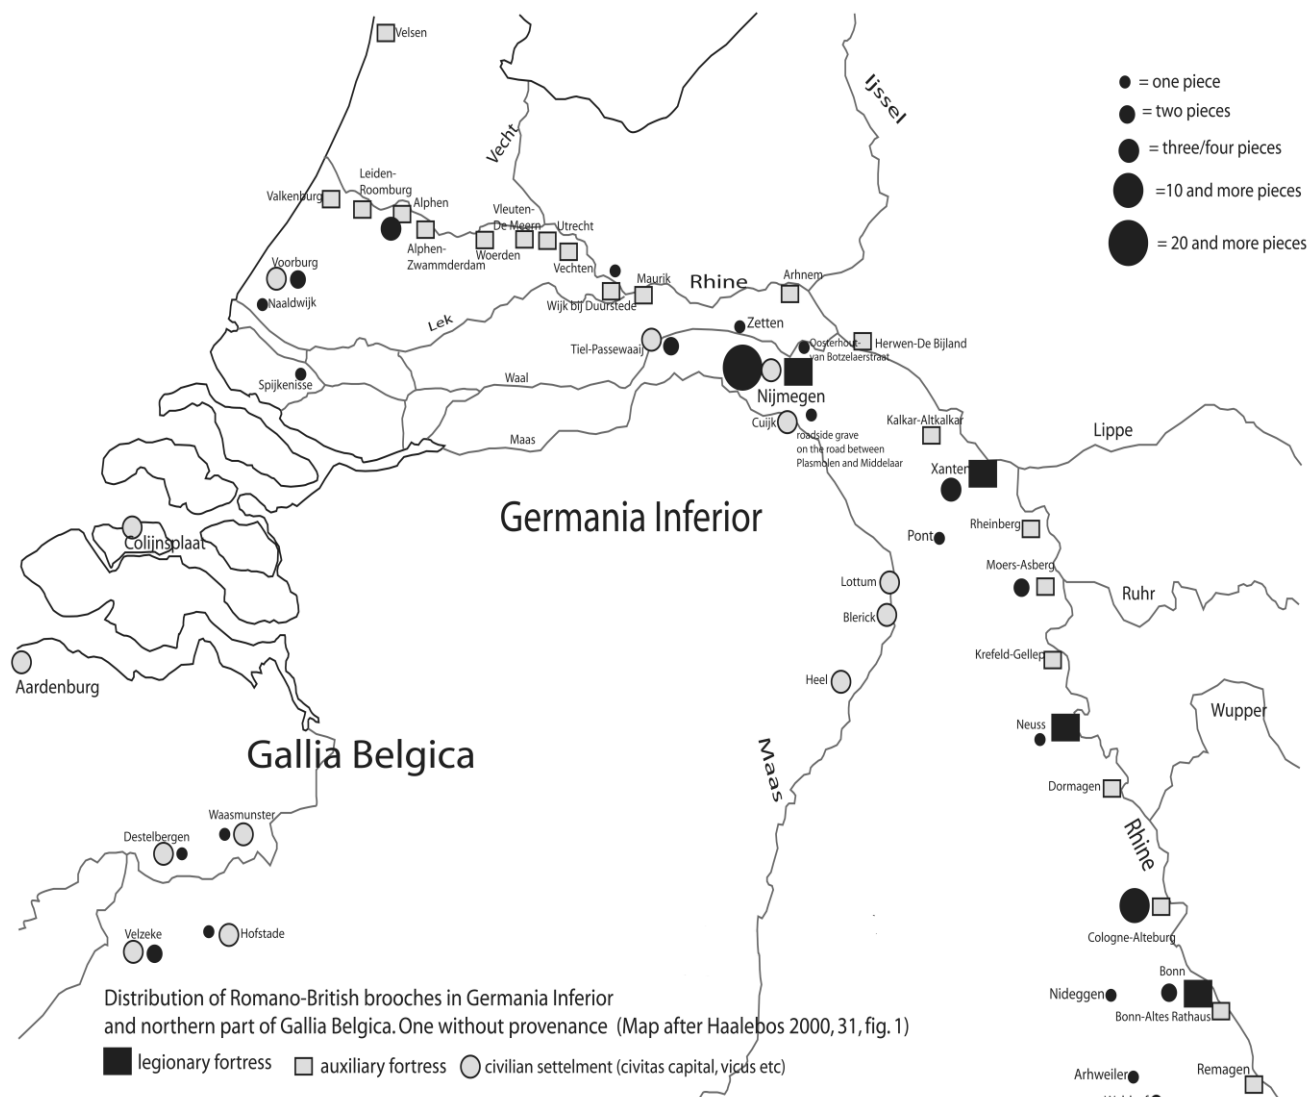 Velsen
= one piece
= two pieces
= three/four pieces
=10 and more pieces
= 20 and more pieces
Ijssel
Vecht
Leiden-
Roomburg
Valkenburg
Alphen
Vleuten-
De Meern
Utrecht
Alphen-
Zwammderdam
Woerden
Vechten
Voorburg
Naaldwijk
Maurik
Rhine
Arhnem
Wijk bij Duurstede
Lek
Zetten
Tiel-Passewaaij
Oosterhout-
van Botzelaerstraat
Herwen-De Bijland
Spijkenisse
Waal
Nijmegen
Cuijk
Kalkar-Altkalkar
Lippe
Maas
roadside grave
on the road between
Plasmolen and Middelaar
Xanten
Germania Inferior
Rheinberg
Pont
Colijnsplaat
Moers-Asberg
Lottum
Ruhr
Blerick
Krefeld-Gellep
Heel
Aardenburg
Wupper
Neuss
Gallia Belgica
Maas
Dormagen
Waasmunster
Destelbergen
Rhine
Velzeke
Hofstade
Cologne-Alteburg
Bonn
Nideggen
Bonn-Altes Rathaus
Distribution of Romano-British brooches in Germania Inferior
and northern part of Gallia Belgica. One without provenance (Map after Haalebos 2000, 31, fig. 1)
legionary fortress
auxiliary fortress
civilian settelment (civitas capital, vicus etc)
Arhweiler
Remagen